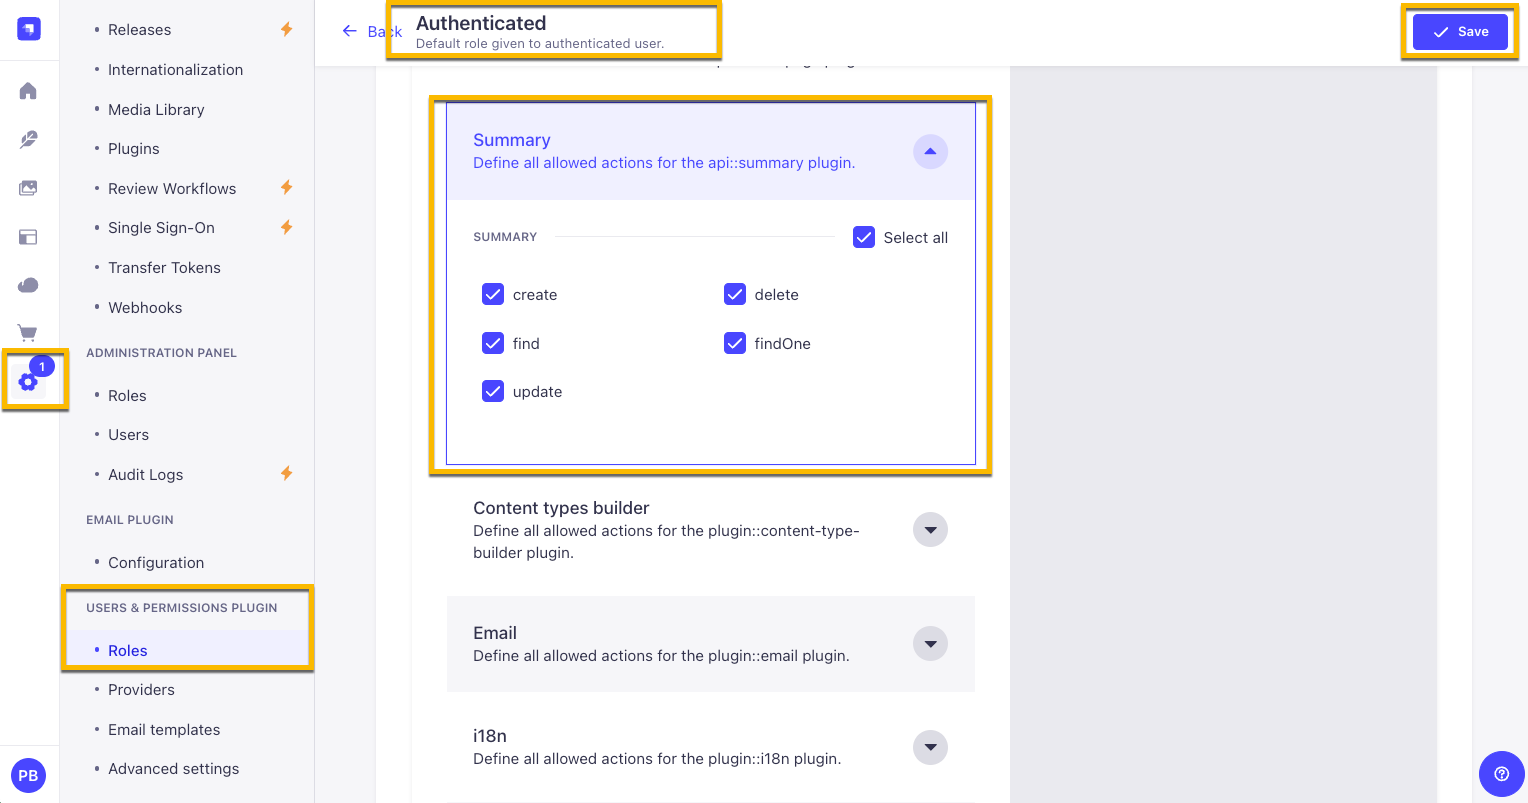 Releases
Internationalization
Media Library
Plugins
Review Workflows
Single Sign-On
Transfer Tokens
Webhooks
ADMINISTRATION PANEL
1
Roles
Users
Audit Logs
EMAIL PLUGIN
Configuration
USERS & PERMISSIONS PLUGIN
Roles
Providers
Email templates
Advanced settings
PB
Back
Authenticated
Default role given to authenticated user.
Save
Summary
Define all allowed actions for the api::summary plugin.
SUMMARY
Select all
create
delete
find
findOne
update
Content types builder
Define all allowed actions for the plugin::content-type-
builder plugin.
Email
Define all allowed actions for the plugin::email plugin.
i18n
Define all allowed actions for the plugin::i18n plugin.